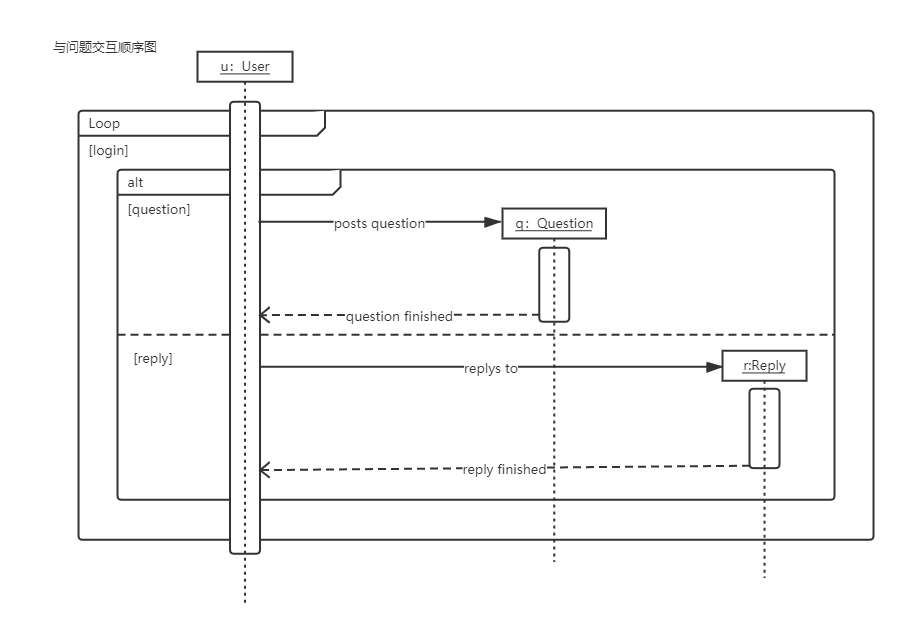 与问题交互顺序图
u：User
Loop
[login]
alt
[question]
posts question
q：Question
question finished
[reply]
replys to
r:Reply
reply finished